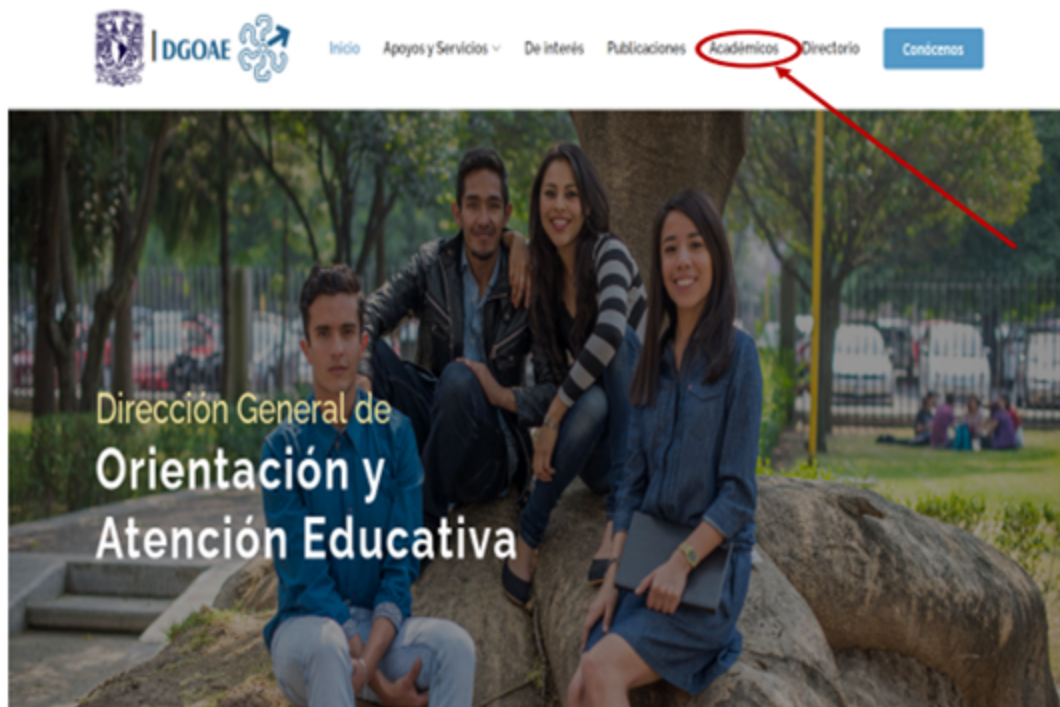 DGOAE
Inicio Apoyos y Servicios De interés Publicaciones Académicos Directorio Conócenos
Dirección General de
Orientación y
Atención Educativa